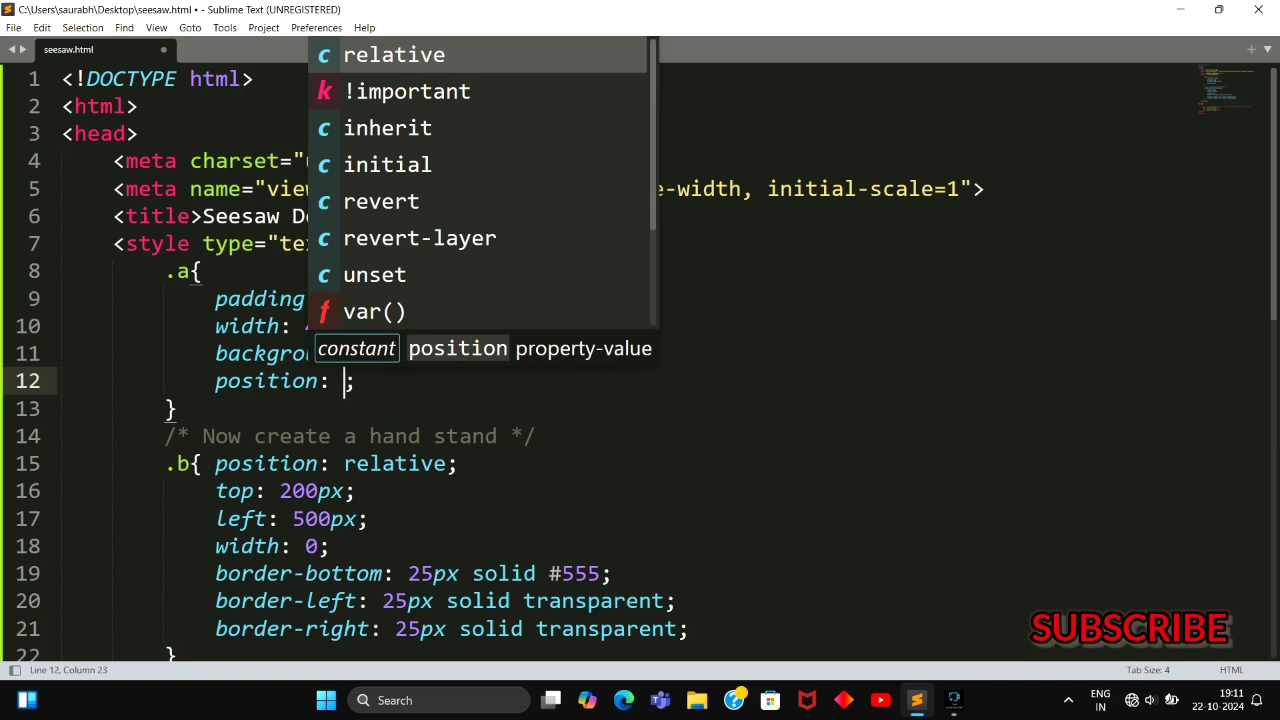 C:\Users\saurabh\Desktop\seesaw.html • - Sublime Text (UNREGISTERED)
File Edit Selection Find View Goto Tools Project Preferences Help
seesaw.html
1 <!DOCTYPE html>
2 <html>
3 <head>
4 <meta charset="
5 <meta name="view e-width, initial-scale=1">
6 <title>Seesaw De
7 <style type="te
8 .a{
9 padding
10 width:
11 backgrou
12 position: ;
13 }
14 /* Now create a hand stand */
15 .b{ position: relative;
16 top: 200px;
17 left: 500px;
18 width: 0;
19 border-bottom: 25px solid #555;
20 border-left: 25px solid transparent;
21 border-right: 25px solid transparent;
22 }
c relative
k !important
c inherit
c initial
c revert
c revert-layer
c unset
f var()
constant position property-value
SUBSCRIBE
Line 12, Column 23 Tab Size: 4 HTML
Search
ENG
IN
19:11
22-10-2024